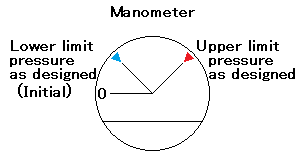 Manometer
Lower limit
pressure
as designed
(Initial)
0
Upper limit
pressure
as designed